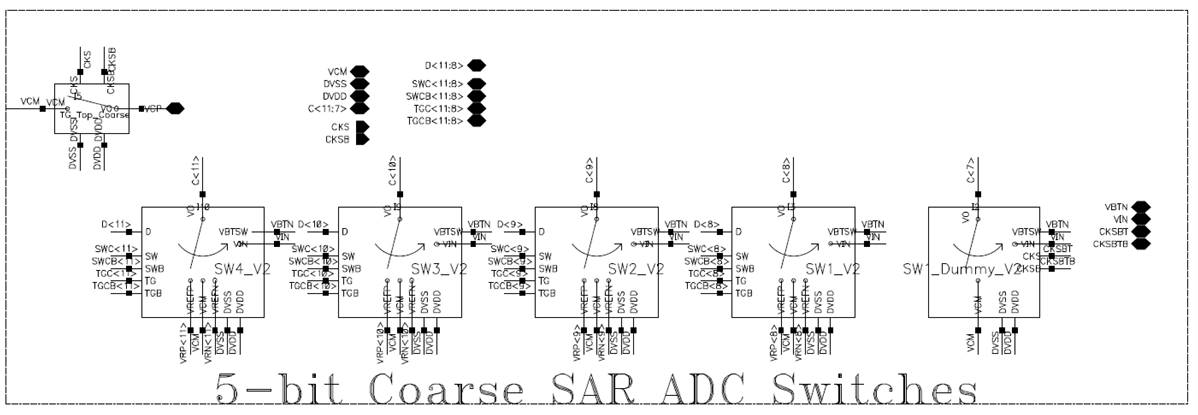 CKS
CKSB
CKS
CKSB
VCM
VCM
I5
VO
VCP
TG_Top_Coarse
DVSS
DVDD
DVSS
DVDD
VCM
DVSS
DVDD
C<11:7>
CKS
CKSB
D<11:8>
SWC<11:8>
SWCB<11:8>
TGC<11:8>
TGCB<11:8>
C<11>
VO
D<11>
D
VBTSW
VBTN
VIN
VIN
SWC<11>
SW
SWCB<11>
SWB
TGC<11>
TG
TGCB<11>
TGB
SW4_V2
VREFP
VCM
VREFN
DVSS
DVDD
VRP<11>
VCM
VRN<11>
DVSS
DVDD
C<10>
VO
D<10>
D
VBTSW
VBTN
VIN
VIN
SWC<10>
SW
SWCB<10>
SWB
TGC<10>
TG
TGCB<10>
TGB
SW3_V2
VREFP
VCM
VREFN
DVSS
DVDD
VRP<10>
VCM
VRN<10>
DVSS
DVDD
C<9>
VO
D<9>
D
VBTSW
VBTN
VIN
VIN
SWC<9>
SW
SWCB<9>
SWB
TGC<9>
TG
TGCB<9>
TGB
SW2_V2
VREFP
VCM
VREFN
DVSS
DVDD
VRP<9>
VCM
VRN<9>
DVSS
DVDD
C<8>
VO
I3
D<8>
D
VBTSW
VBTN
VIN
VIN
SWC<8>
SW
SWCB<8>
SWB
TGC<8>
TG
TGCB<8>
TGB
SW1_V2
VREFP
VCM
VREFN
DVSS
DVDD
VRP<8>
VCM
VRN<8>
DVSS
DVDD
C<7>
VO
I2
VBTSW
VBTN
VIN
VIN
CKSBT
CKS
CKSBTB
CKSB
SW1_Dummy_V2
VCM
VCM
DVSS
DVDD
VBTN
VIN
CKSBT
CKSBTB
5-bit Coarse SAR ADC Switches